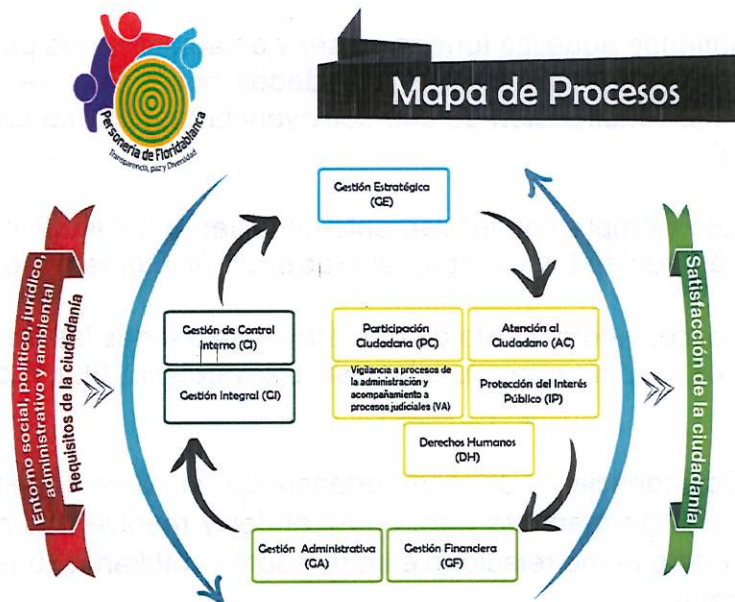 Mapa de Procesos
Personería de Floridablanca
Transparencia, paz y Diversidad
Gestión Estratégica
(GE)
Entorno social, político, jurídico,
administrativo y ambiental
Requisitos de la ciudadanía
Gestión de Control
Interno (CI)
Gestión Integral (GI)
Participación
Ciudadana (PC)
Atención al
Ciudadano (AC)
Vigilancia a procesos de
la administración y
acompañamiento a
procesos judiciales (VA)
Protección del Interés
Público (IP)
Derechos Humanos
(DH)
Gestión Administrativa
(GA)
Gestión Financiera
(GF)
Satisfacción de la ciudadanía